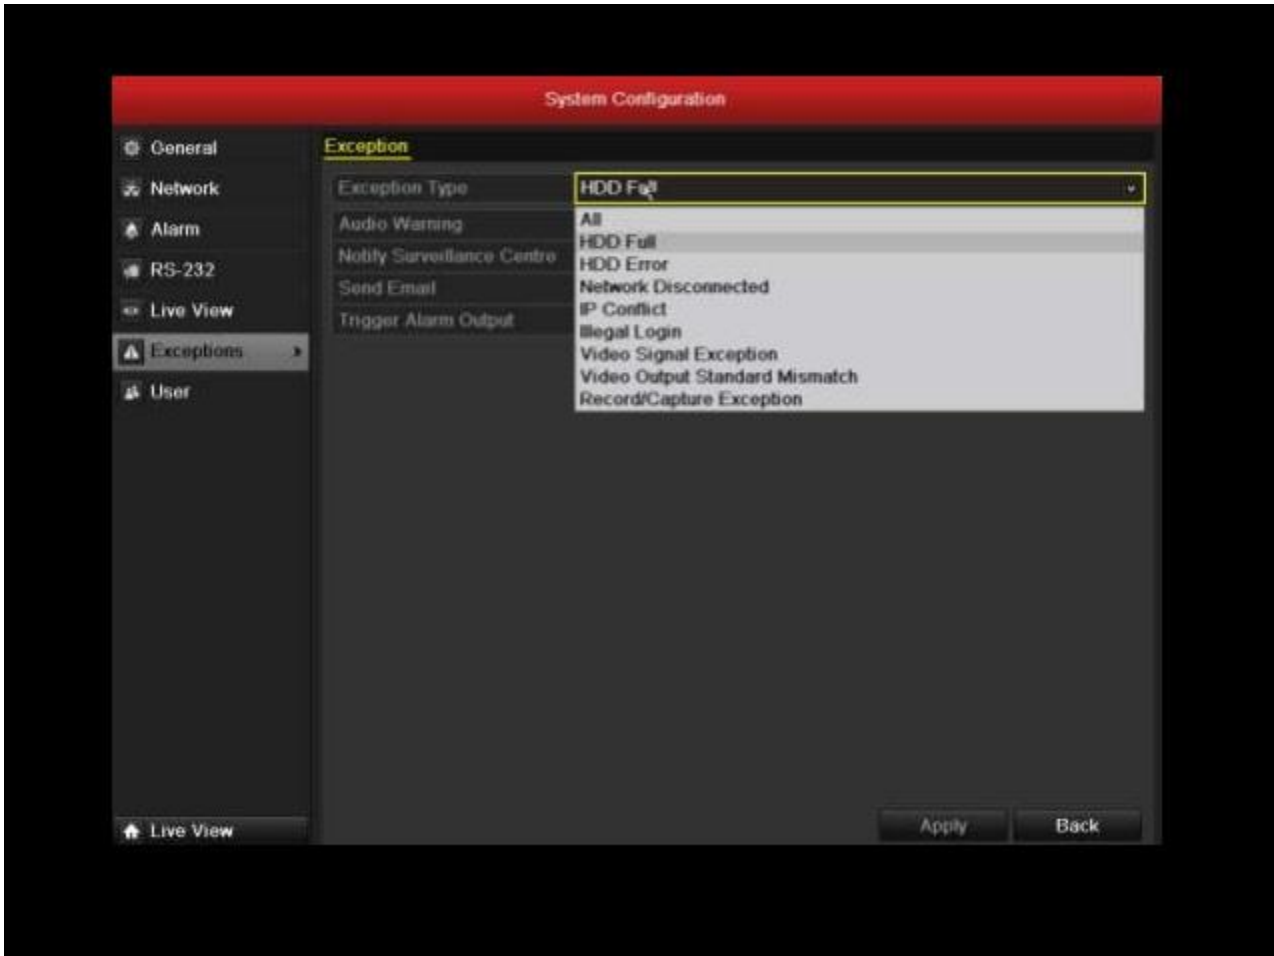 System Configuration
General
Network
Alarm
RS-232
Live View
Exceptions
User
Live View
Exception
Exception Type
HDD Full
Audio Warning
Notify Surveillance Centre
Send Email
Trigger Alarm Output
All
HDD Full
HDD Error
Network Disconnected
IP Conflict
Illegal Login
Video Signal Exception
Video Output Standard Mismatch
Record/Capture Exception
Apply
Back